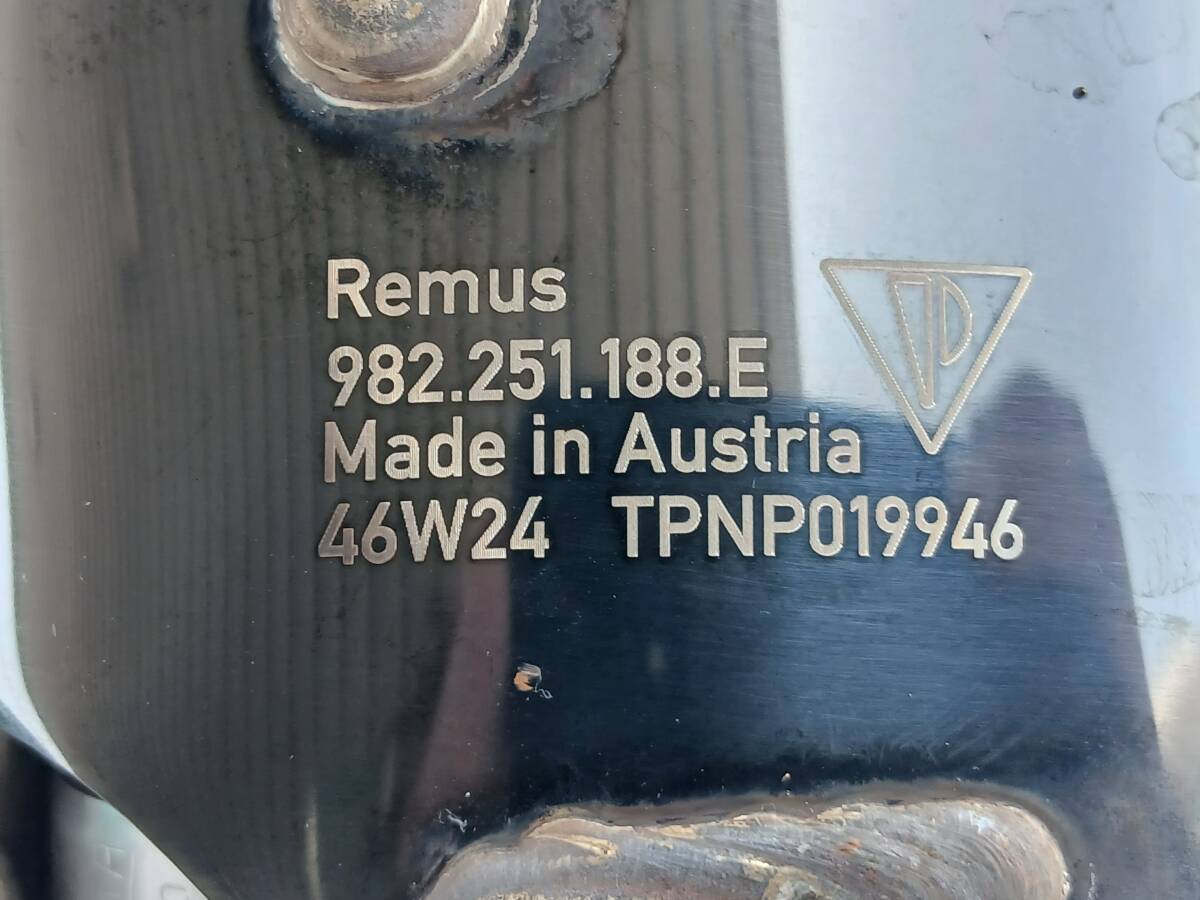 Remus
982.251.188.E
Made in Austria
46W24 TPNP019946